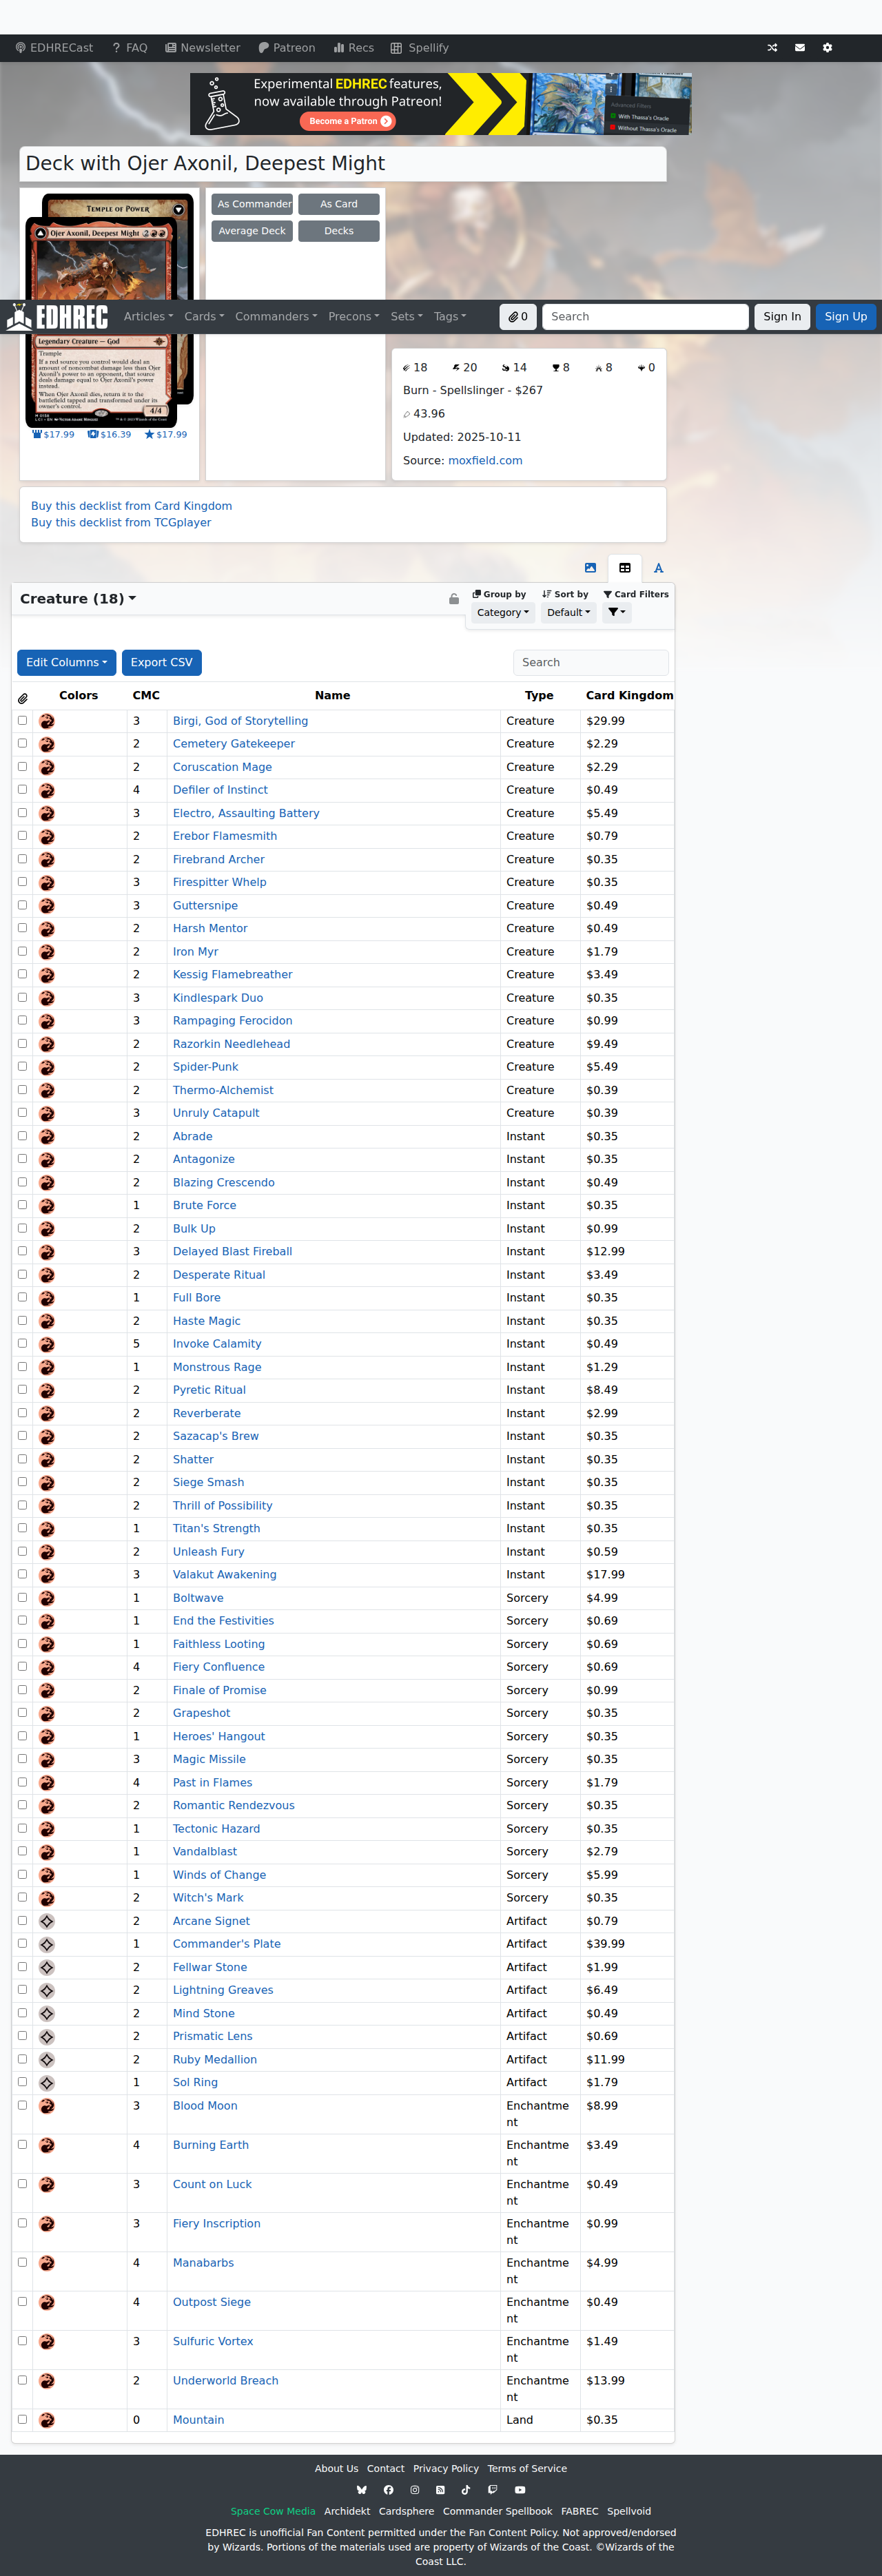 EDHRECast FAQ Newsletter Patreon Recs Spellify
Experimental EDHREC features,
now available through Patreon!
Become a Patron
Advanced Filters
With Thassa's Oracle
Without Thassa's Oracle
Deck with Ojer Axonil, Deepest Might
Temple of Power
Ojer Axonil, Deepest Might
As Commander As Card
Average Deck Decks
EDHREC Articles Cards Commanders Precons Sets Tags 0 Search Sign In Sign Up
Legendary Creature — God
Trample
If a red source you control would deal an
amount of noncombat damage less than Ojer
Axonil's power to an opponent, that source
deals damage equal to Ojer Axonil's power
instead.
When Ojer Axonil dies, return it to the
battlefield tapped and transformed under its
owner's control.
4/4
$17.99 $16.39 $17.99
18 20 14 8 8 0
Burn - Spellslinger - $267
43.96
Updated: 2025-10-11
Source: moxfield.com
Buy this decklist from Card Kingdom
Buy this decklist from TCGplayer
Creature (18)
Group by Sort by Card Filters
Category Default
Edit Columns Export CSV Search
Colors CMC Name Type Card Kingdom
3 Birgi, God of Storytelling Creature $29.99
2 Cemetery Gatekeeper Creature $2.29
2 Coruscation Mage Creature $2.29
4 Defiler of Instinct Creature $0.49
3 Electro, Assaulting Battery Creature $5.49
2 Erebor Flamesmith Creature $0.79
2 Firebrand Archer Creature $0.35
3 Firespitter Whelp Creature $0.35
3 Guttersnipe Creature $0.49
2 Harsh Mentor Creature $0.49
2 Iron Myr Creature $1.79
2 Kessig Flamebreather Creature $3.49
3 Kindlespark Duo Creature $0.35
3 Rampaging Ferocidon Creature $0.99
2 Razorkin Needlehead Creature $9.49
2 Spider-Punk Creature $5.49
2 Thermo-Alchemist Creature $0.39
3 Unruly Catapult Creature $0.39
2 Abrade Instant $0.35
2 Antagonize Instant $0.35
2 Blazing Crescendo Instant $0.49
1 Brute Force Instant $0.35
2 Bulk Up Instant $0.99
3 Delayed Blast Fireball Instant $12.99
2 Desperate Ritual Instant $3.49
1 Full Bore Instant $0.35
2 Haste Magic Instant $0.35
5 Invoke Calamity Instant $0.49
1 Monstrous Rage Instant $1.29
2 Pyretic Ritual Instant $8.49
2 Reverberate Instant $2.99
2 Sazacap's Brew Instant $0.35
2 Shatter Instant $0.35
2 Siege Smash Instant $0.35
2 Thrill of Possibility Instant $0.35
1 Titan's Strength Instant $0.35
2 Unleash Fury Instant $0.59
3 Valakut Awakening Instant $17.99
1 Boltwave Sorcery $4.99
1 End the Festivities Sorcery $0.69
1 Faithless Looting Sorcery $0.69
4 Fiery Confluence Sorcery $0.69
2 Finale of Promise Sorcery $0.99
2 Grapeshot Sorcery $0.35
1 Heroes' Hangout Sorcery $0.35
3 Magic Missile Sorcery $0.35
4 Past in Flames Sorcery $1.79
2 Romantic Rendezvous Sorcery $0.35
1 Tectonic Hazard Sorcery $0.35
1 Vandalblast Sorcery $2.79
1 Winds of Change Sorcery $5.99
2 Witch's Mark Sorcery $0.35
2 Arcane Signet Artifact $0.79
1 Commander's Plate Artifact $39.99
2 Fellwar Stone Artifact $1.99
2 Lightning Greaves Artifact $6.49
2 Mind Stone Artifact $0.49
2 Prismatic Lens Artifact $0.69
2 Ruby Medallion Artifact $11.99
1 Sol Ring Artifact $1.79
3 Blood Moon Enchantme $8.99
nt
4 Burning Earth Enchantme $3.49
nt
3 Count on Luck Enchantme $0.49
nt
3 Fiery Inscription Enchantme $0.99
nt
4 Manabarbs Enchantme $4.99
nt
4 Outpost Siege Enchantme $0.49
nt
3 Sulfuric Vortex Enchantme $1.49
nt
2 Underworld Breach Enchantme $13.99
nt
0 Mountain Land $0.35
About Us Contact Privacy Policy Terms of Service
Space Cow Media Archidekt Cardsphere Commander Spellbook FABREC Spellvoid
EDHREC is unofficial Fan Content permitted under the Fan Content Policy. Not approved/endorsed
by Wizards. Portions of the materials used are property of Wizards of the Coast. ©Wizards of the
Coast LLC.